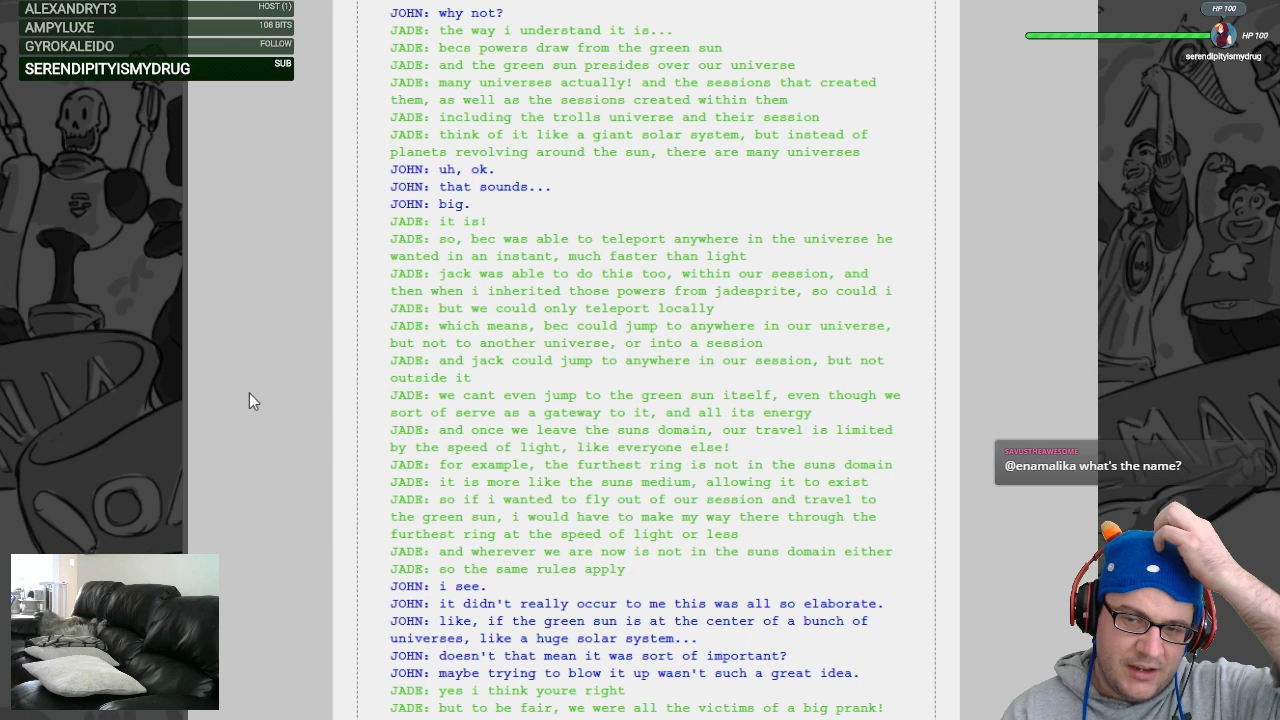 ALEXANDRYT3 HOST (1)
AMPYLUXE 108 BITS
GYROKALEIDO FOLLOW
SERENDIPITYISMYDRUG SUB
HP 100
HP 100
serendipityismydrug
JOHN: why not?
JADE: the way i understand it is...
JADE: becs powers draw from the green sun
JADE: and the green sun presides over our universe
JADE: many universes actually! and the sessions that created
them, as well as the sessions created within them
JADE: including the trolls universe and their session
JADE: think of it like a giant solar system, but instead of
planets revolving around the sun, there are many universes
JOHN: uh, ok.
JOHN: that sounds...
JOHN: big.
JADE: it is!
JADE: so, bec was able to teleport anywhere in the universe he
wanted in an instant, much faster than light
JADE: jack was able to do this too, within our session, and
then when i inherited those powers from jadesprite, so could i
JADE: but we could only teleport locally
JADE: which means, bec could jump to anywhere in our universe,
but not to another universe, or into a session
JADE: and jack could jump to anywhere in our session, but not
outside it
JADE: we cant even jump to the green sun itself, even though we
sort of serve as a gateway to it, and all its energy
JADE: and once we leave the suns domain, our travel is limited
by the speed of light, like everyone else!
JADE: for example, the furthest ring is not in the suns domain
JADE: it is more like the suns medium, allowing it to exist
JADE: so if i wanted to fly out of our session and travel to
the green sun, i would have to make my way there through the
furthest ring at the speed of light or less
JADE: and wherever we are now is not in the suns domain either
JADE: so the same rules apply
JOHN: i see.
JOHN: it didn't really occur to me this was all so elaborate.
JOHN: like, if the green sun is at the center of a bunch of
universes, like a huge solar system...
JOHN: doesn't that mean it was sort of important?
JOHN: maybe trying to blow it up wasn't such a great idea.
JADE: yes i think youre right
JADE: but to be fair, we were all the victims of a big prank!
SAVUSTHEAWESOME
@enamalika what's the name?